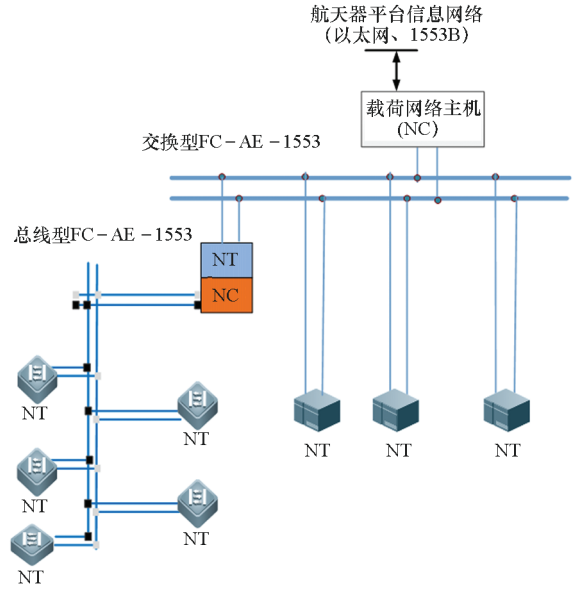 航天器平台信息网络
(以太网、1553B)
载荷网络主机
(NC)
交换型FC-AE-1553
总线型FC-AE-1553
NT
NC
NT
NT
NT
NT
NT
NT
NT
NT